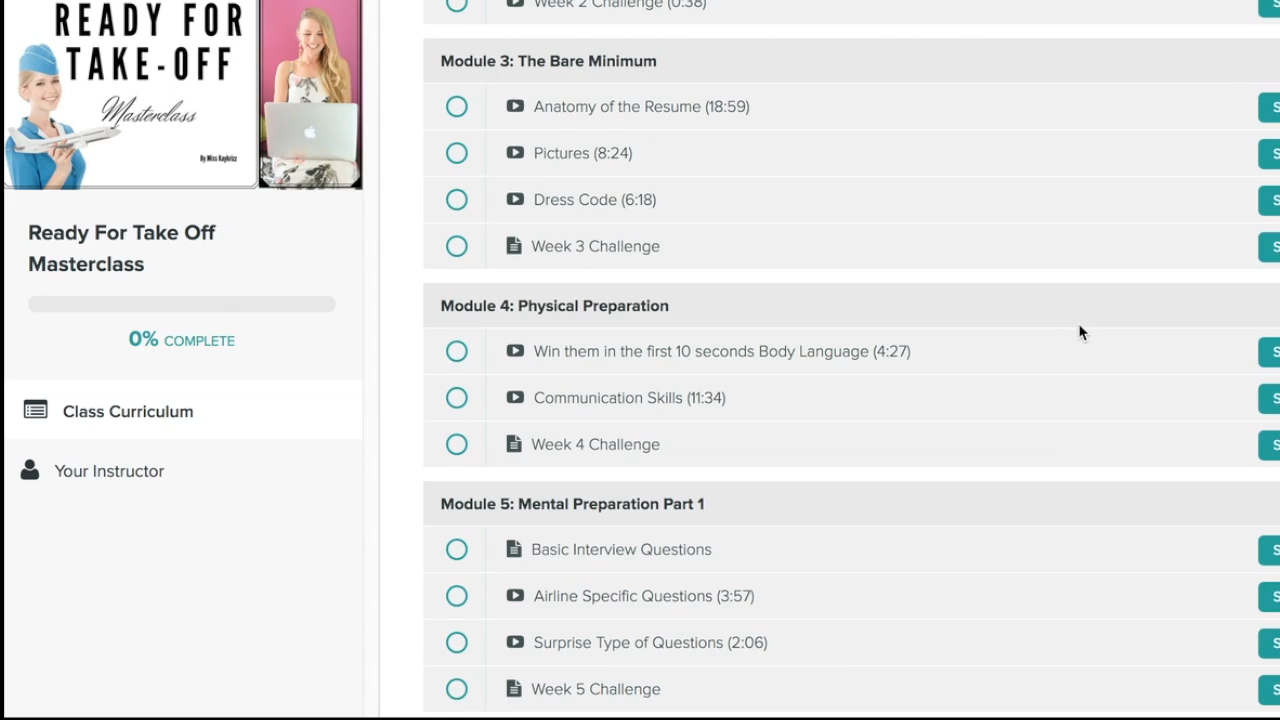 READY FOR
TAKE-OFF
Masterclass
By Miss Kaykrizz
Ready For Take Off
Masterclass
0% COMPLETE
Class Curriculum
Your Instructor
Week 2 Challenge (0:38)
Module 3: The Bare Minimum
Anatomy of the Resume (18:59)
Pictures (8:24)
Dress Code (6:18)
Week 3 Challenge
Module 4: Physical Preparation
Win them in the first 10 seconds Body Language (4:27)
Communication Skills (11:34)
Week 4 Challenge
Module 5: Mental Preparation Part 1
Basic Interview Questions
Airline Specific Questions (3:57)
Surprise Type of Questions (2:06)
Week 5 Challenge